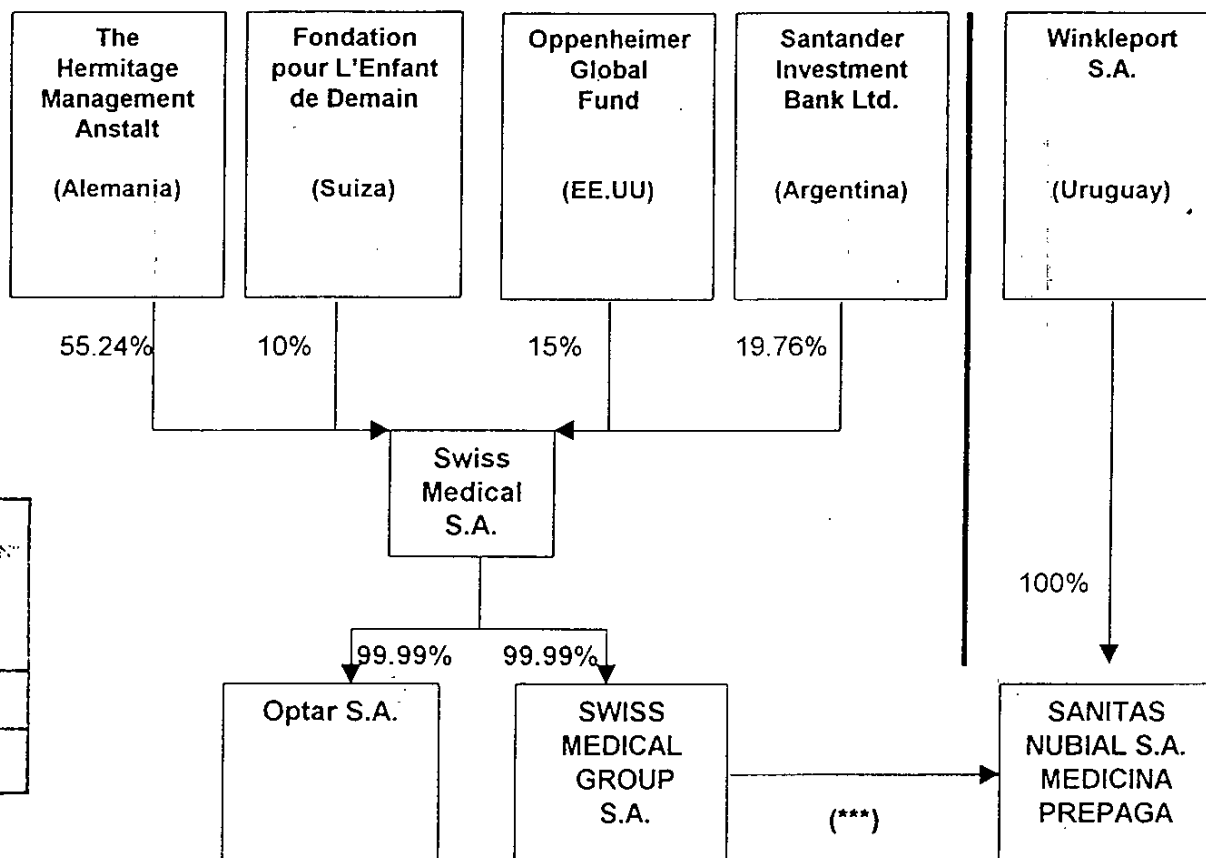 The
Hermitage
Management
Anstalt
(Alemania)
Fondation
pour L'Enfant
de Demain
(Suiza)
Oppenheimer
Global
Fund
(EE.UU)
Santander
Investment
Bank Ltd.
(Argentina)
Winkleport
S.A.
(Uruguay)
55.24%
10%
15%
19.76%
Swiss
Medical
S.A.
100%
99.99%
99.99%
Optar S.A.
SWISS
MEDICAL
GROUP
S.A.
(***)
SANITAS
NUBIAL S.A.
MEDICINA
PREPAGA